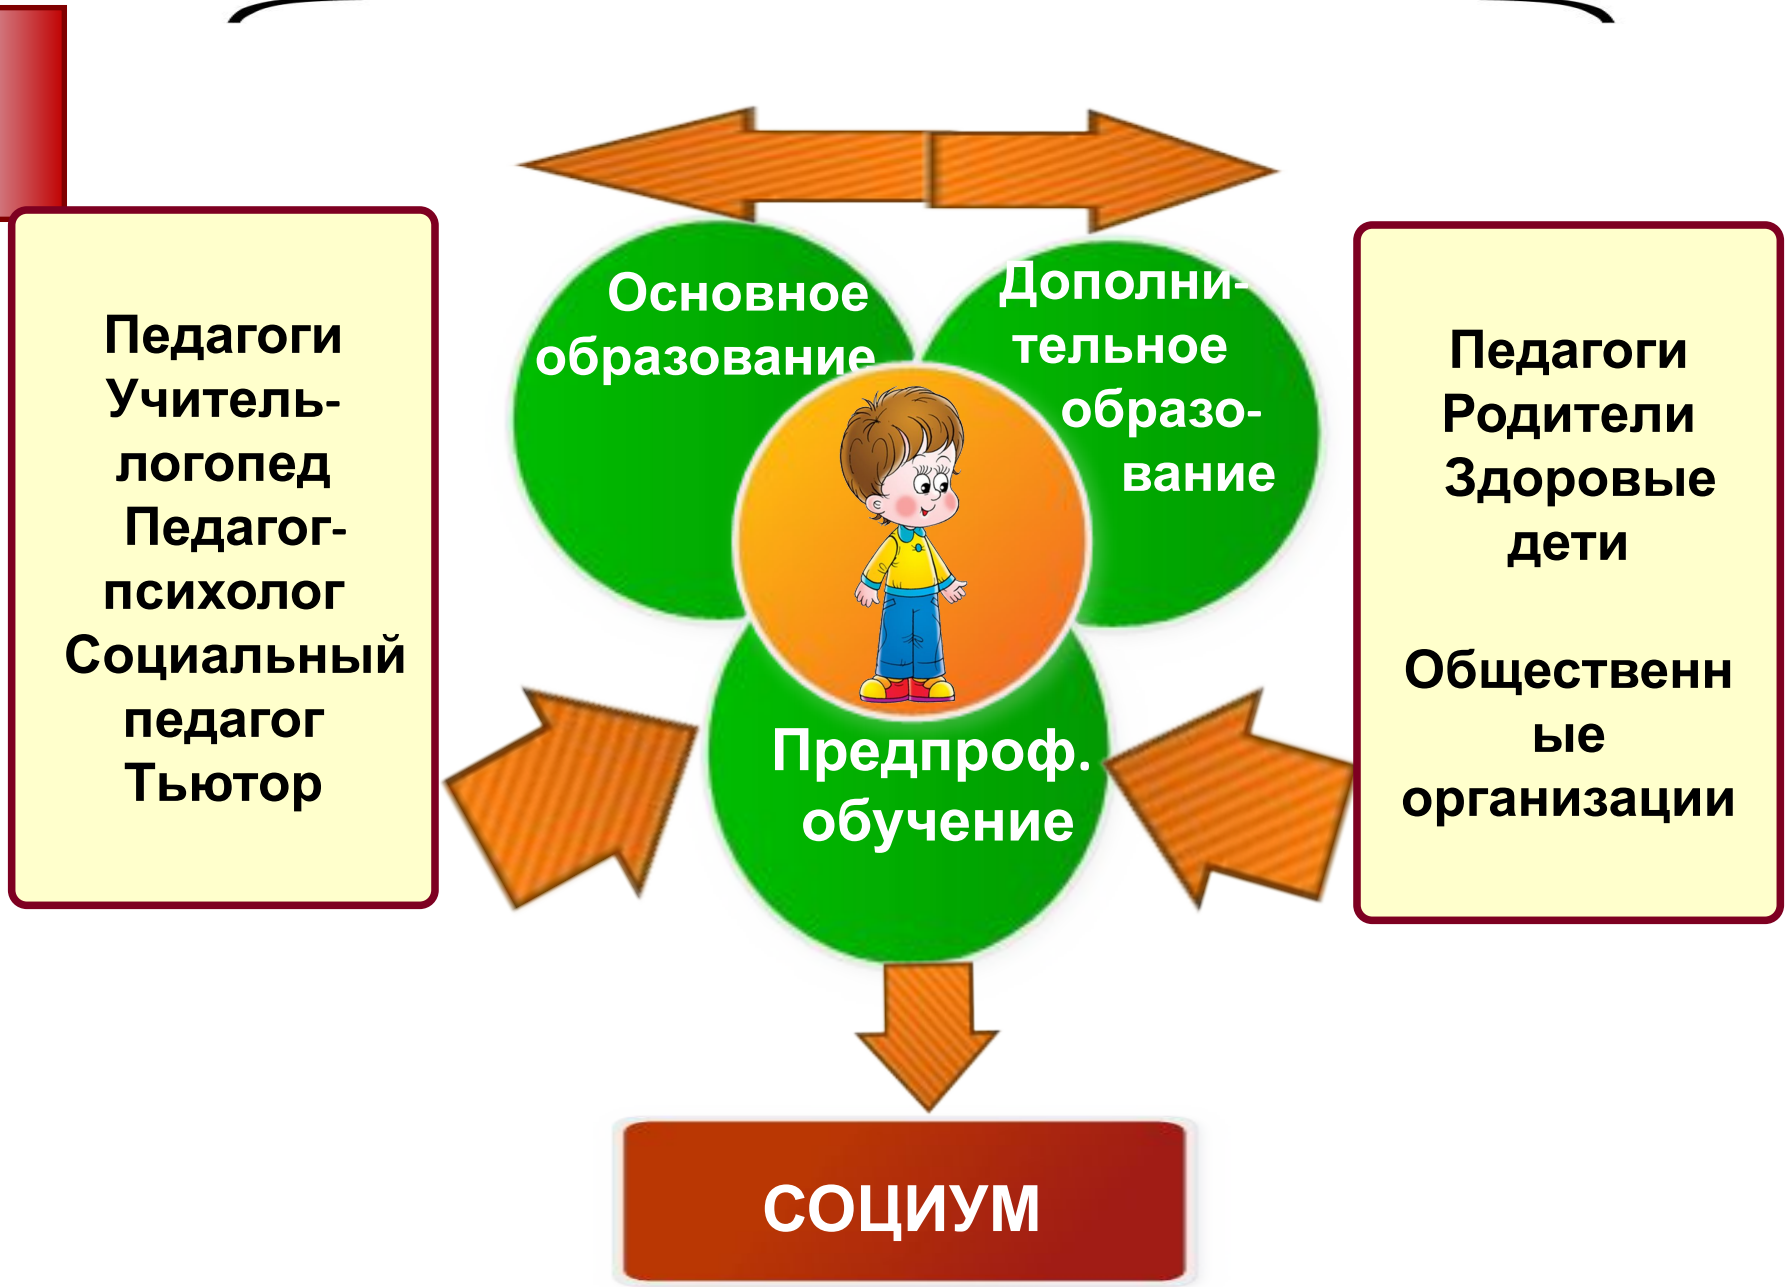 Педагоги
Учитель-
логопед
Педагог-
психолог
Социальный
педагог
Тьютор
Основное
образование
Дополни-
тельное
образо-
вание
Предпроф.
обучение
Педагоги
Родители
Здоровые
дети
Общественн
ые
организации
СОЦИУМ